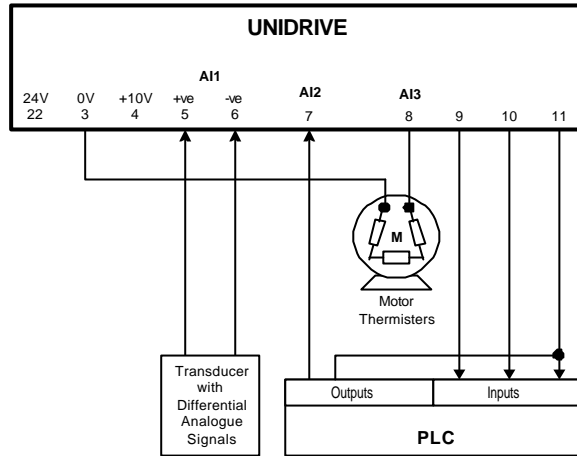 UNIDRIVE
AI1
AI2
AI3
24V 0V +10V +ve -ve
22 3 4 5 6 7 8 9 10 11
M
Motor
Thermisters
Transducer
with
Differential
Analogue
Signals
Outputs Inputs
PLC